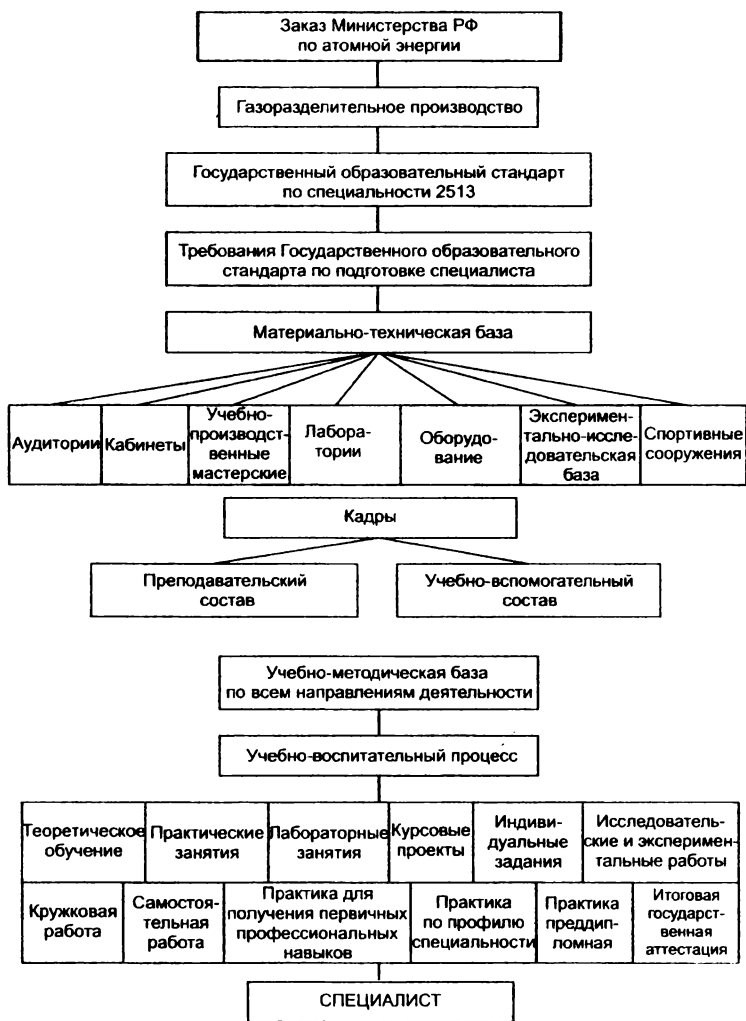 Заказ Министерства РФ
по атомной энергии
Газоразделительное производство
Государственный образовательный стандарт
по специальности 2513
Требования Государственного образовательного
стандарта по подготовке специалиста
Материально-техническая база
Аудитории
Кабинеты
Учебно-
производст-
венные
мастерские
Лабора-
тории
Оборудо-
вание
Эксперимен-
тально-иссле-
довательская
база
Спортивные
сооружения
Кадры
Преподавательский
состав
Учебно-вспомогательный
состав
Учебно-методическая база
по всем направлениям деятельности
Учебно-воспитательный процесс
Теоретическое
обучение
Практические
занятия
Лабораторные
занятия
Курсовые
проекты
Индиви-
дуальные
задания
Исследователь-
ские и эксперимен-
тальные работы
Кружковая
работа
Самостоя-
тельная
работа
Практика для
получения первичных
профессиональных
навыков
Практика
по профилю
специальности
Практика
преддип-
ломная
Итоговая
государст-
венная
аттестация
СПЕЦИАЛИСТ